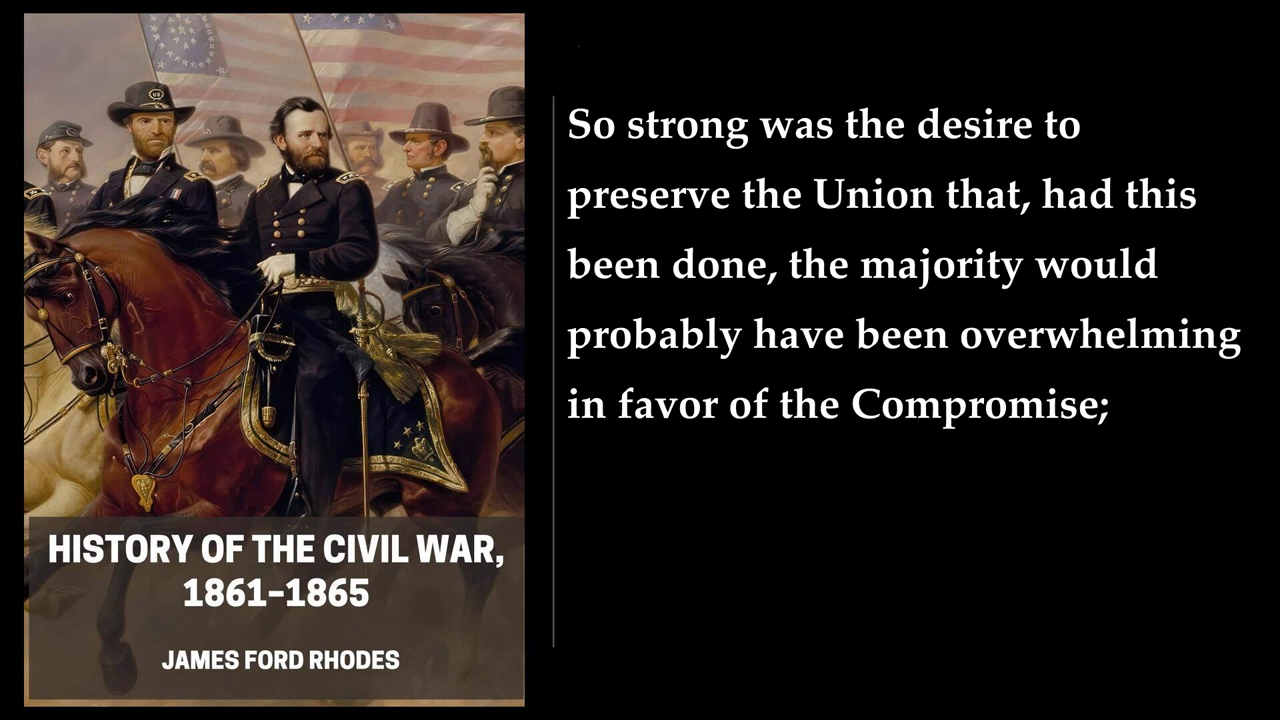 So strong was the desire to
preserve the Union that, had this
been done, the majority would
probably have been overwhelming
in favor of the Compromise;
HISTORY OF THE CIVIL WAR,
1861–1865
JAMES FORD RHODES